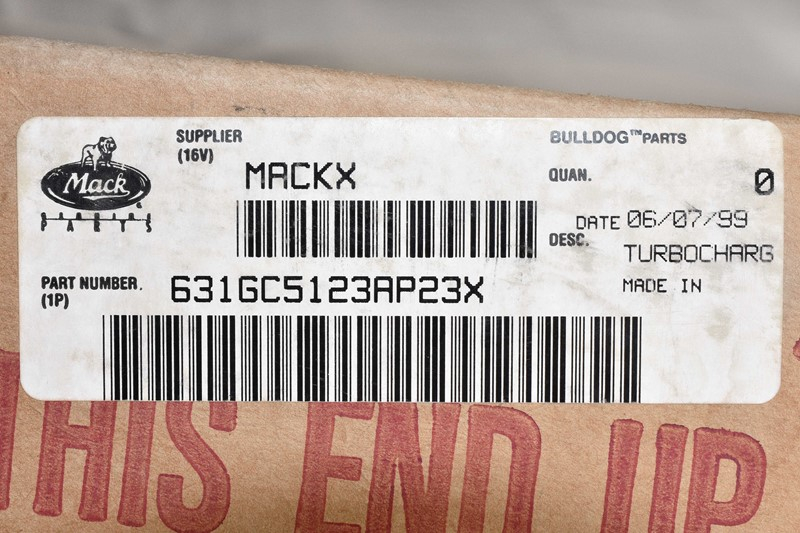 SUPPLIER
(16V)
MACKX
BULLDOG™PARTS
QUAN. 0
Mack
PARTS
DATE 06/07/99
DESC.
TURBOCHARG
MADE IN
PART NUMBER.
(1P)
631GC5123AP23X
THIS END UP